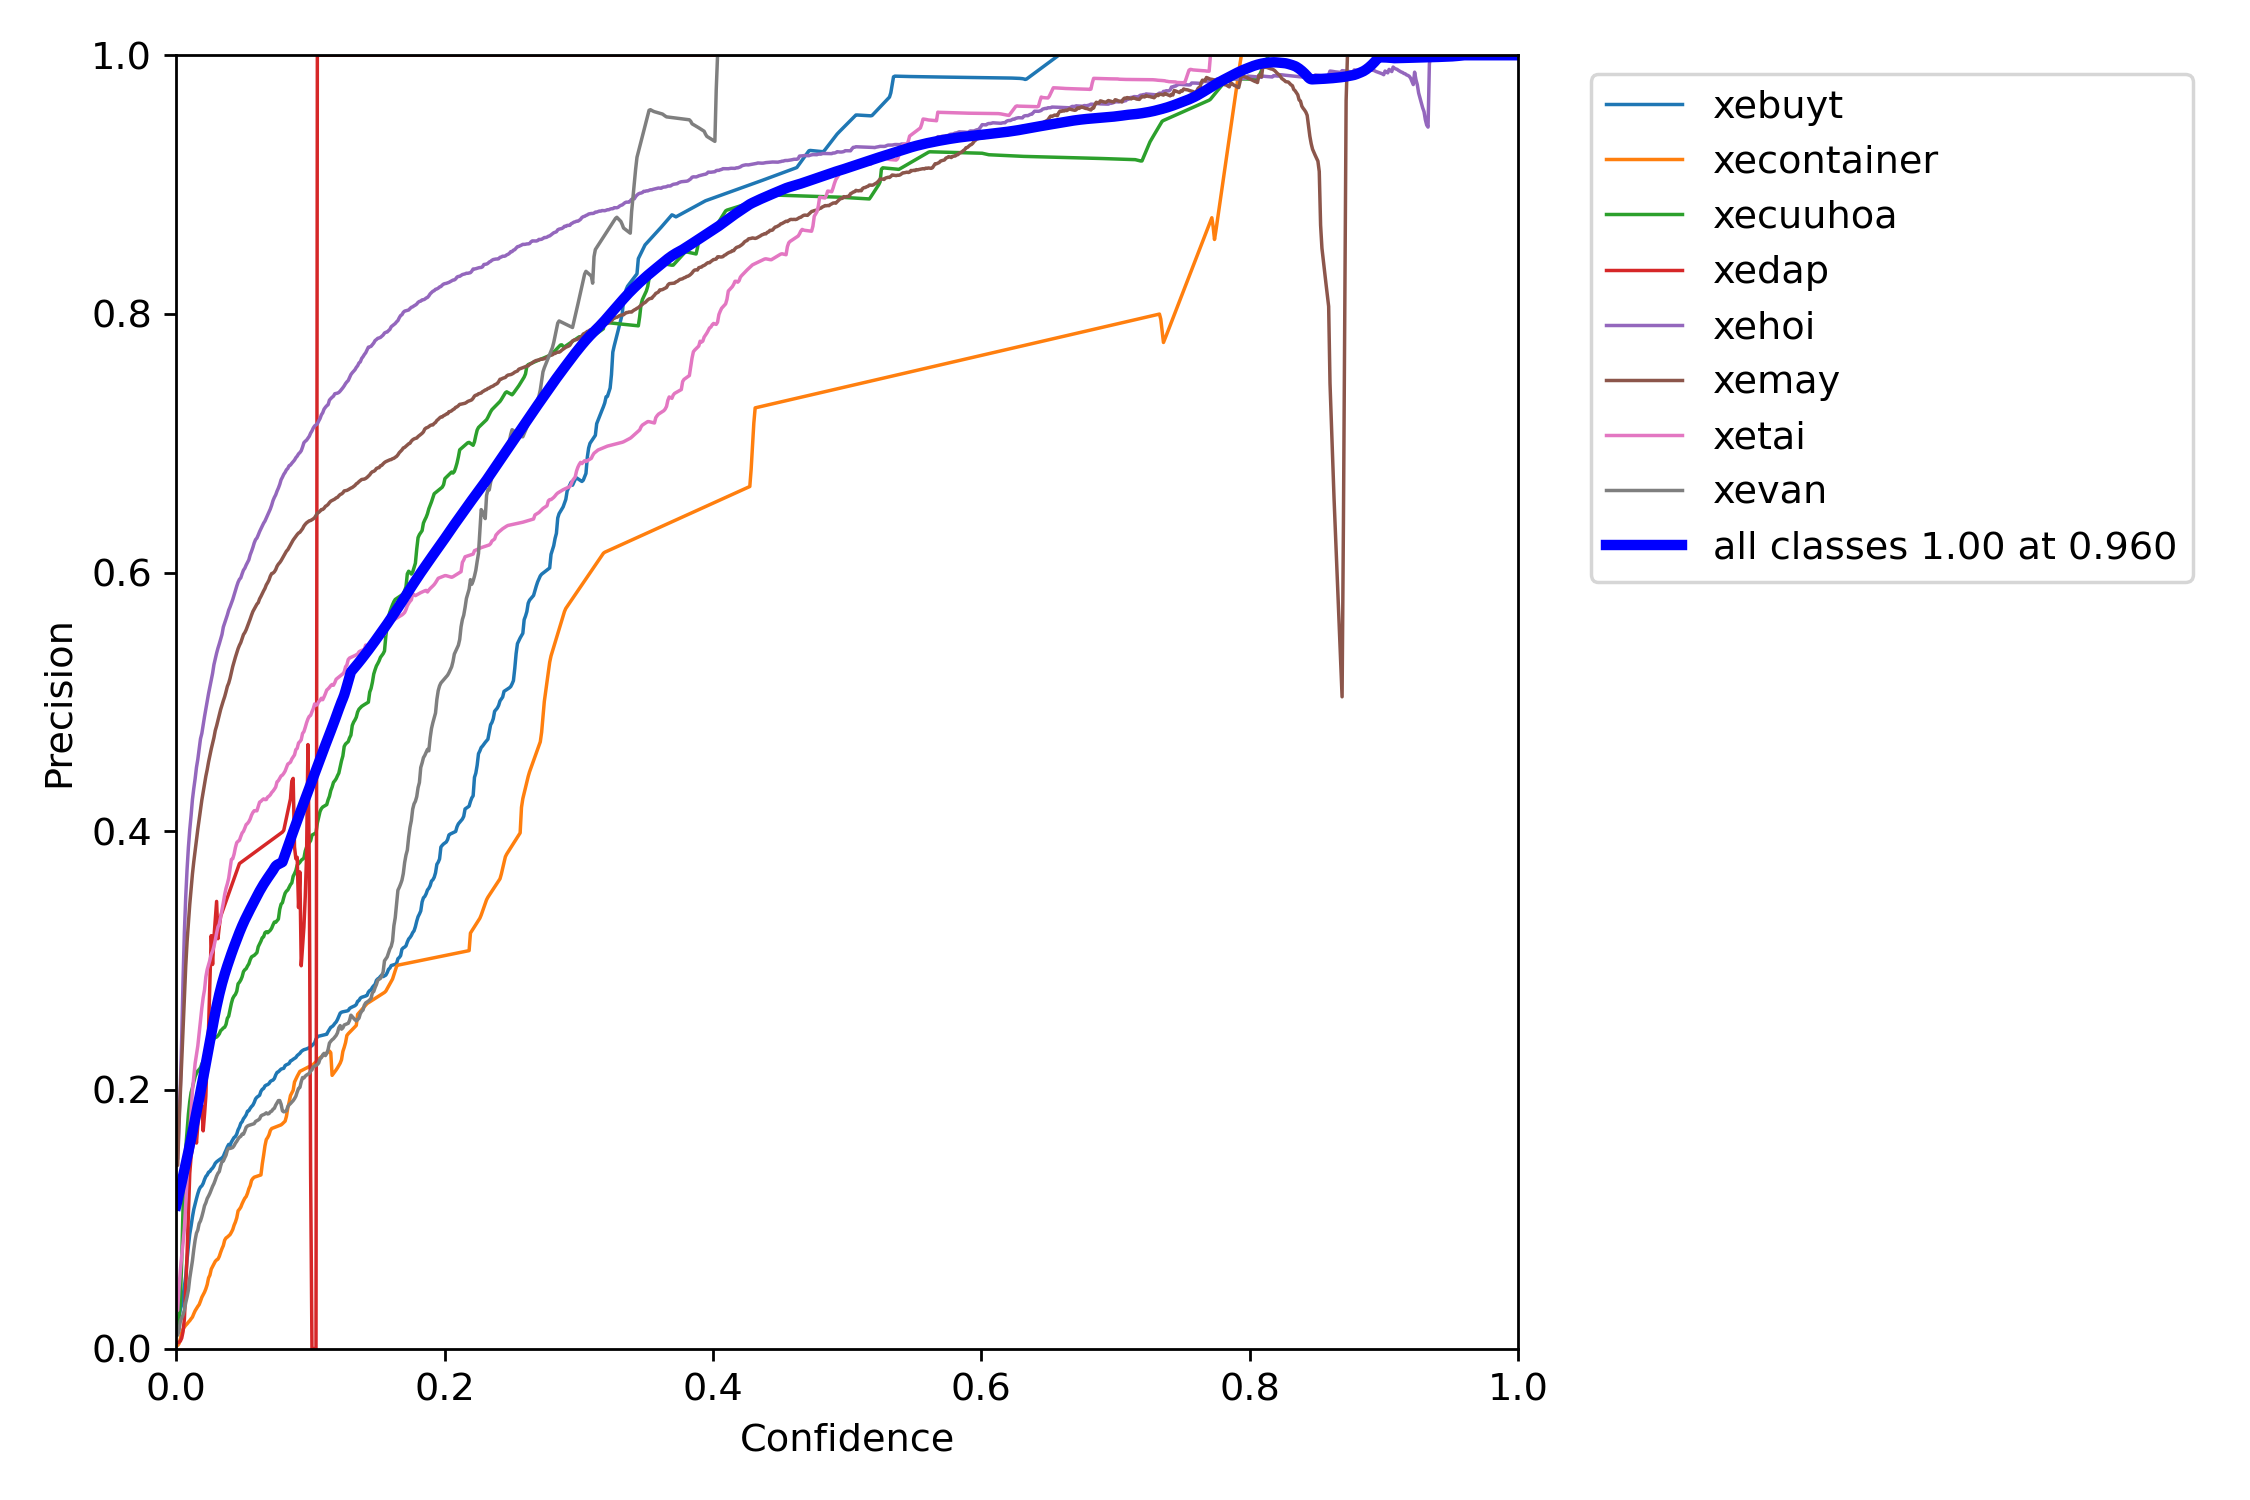 1.0
0.8
0.6
0.4
0.2
0.0
Precision
0.0 0.2 0.4 0.6 0.8 1.0
Confidence
xebuyt
xecontainer
xecuuhoa
xedap
xehoi
xemay
xetai
xevan
all classes 1.00 at 0.960